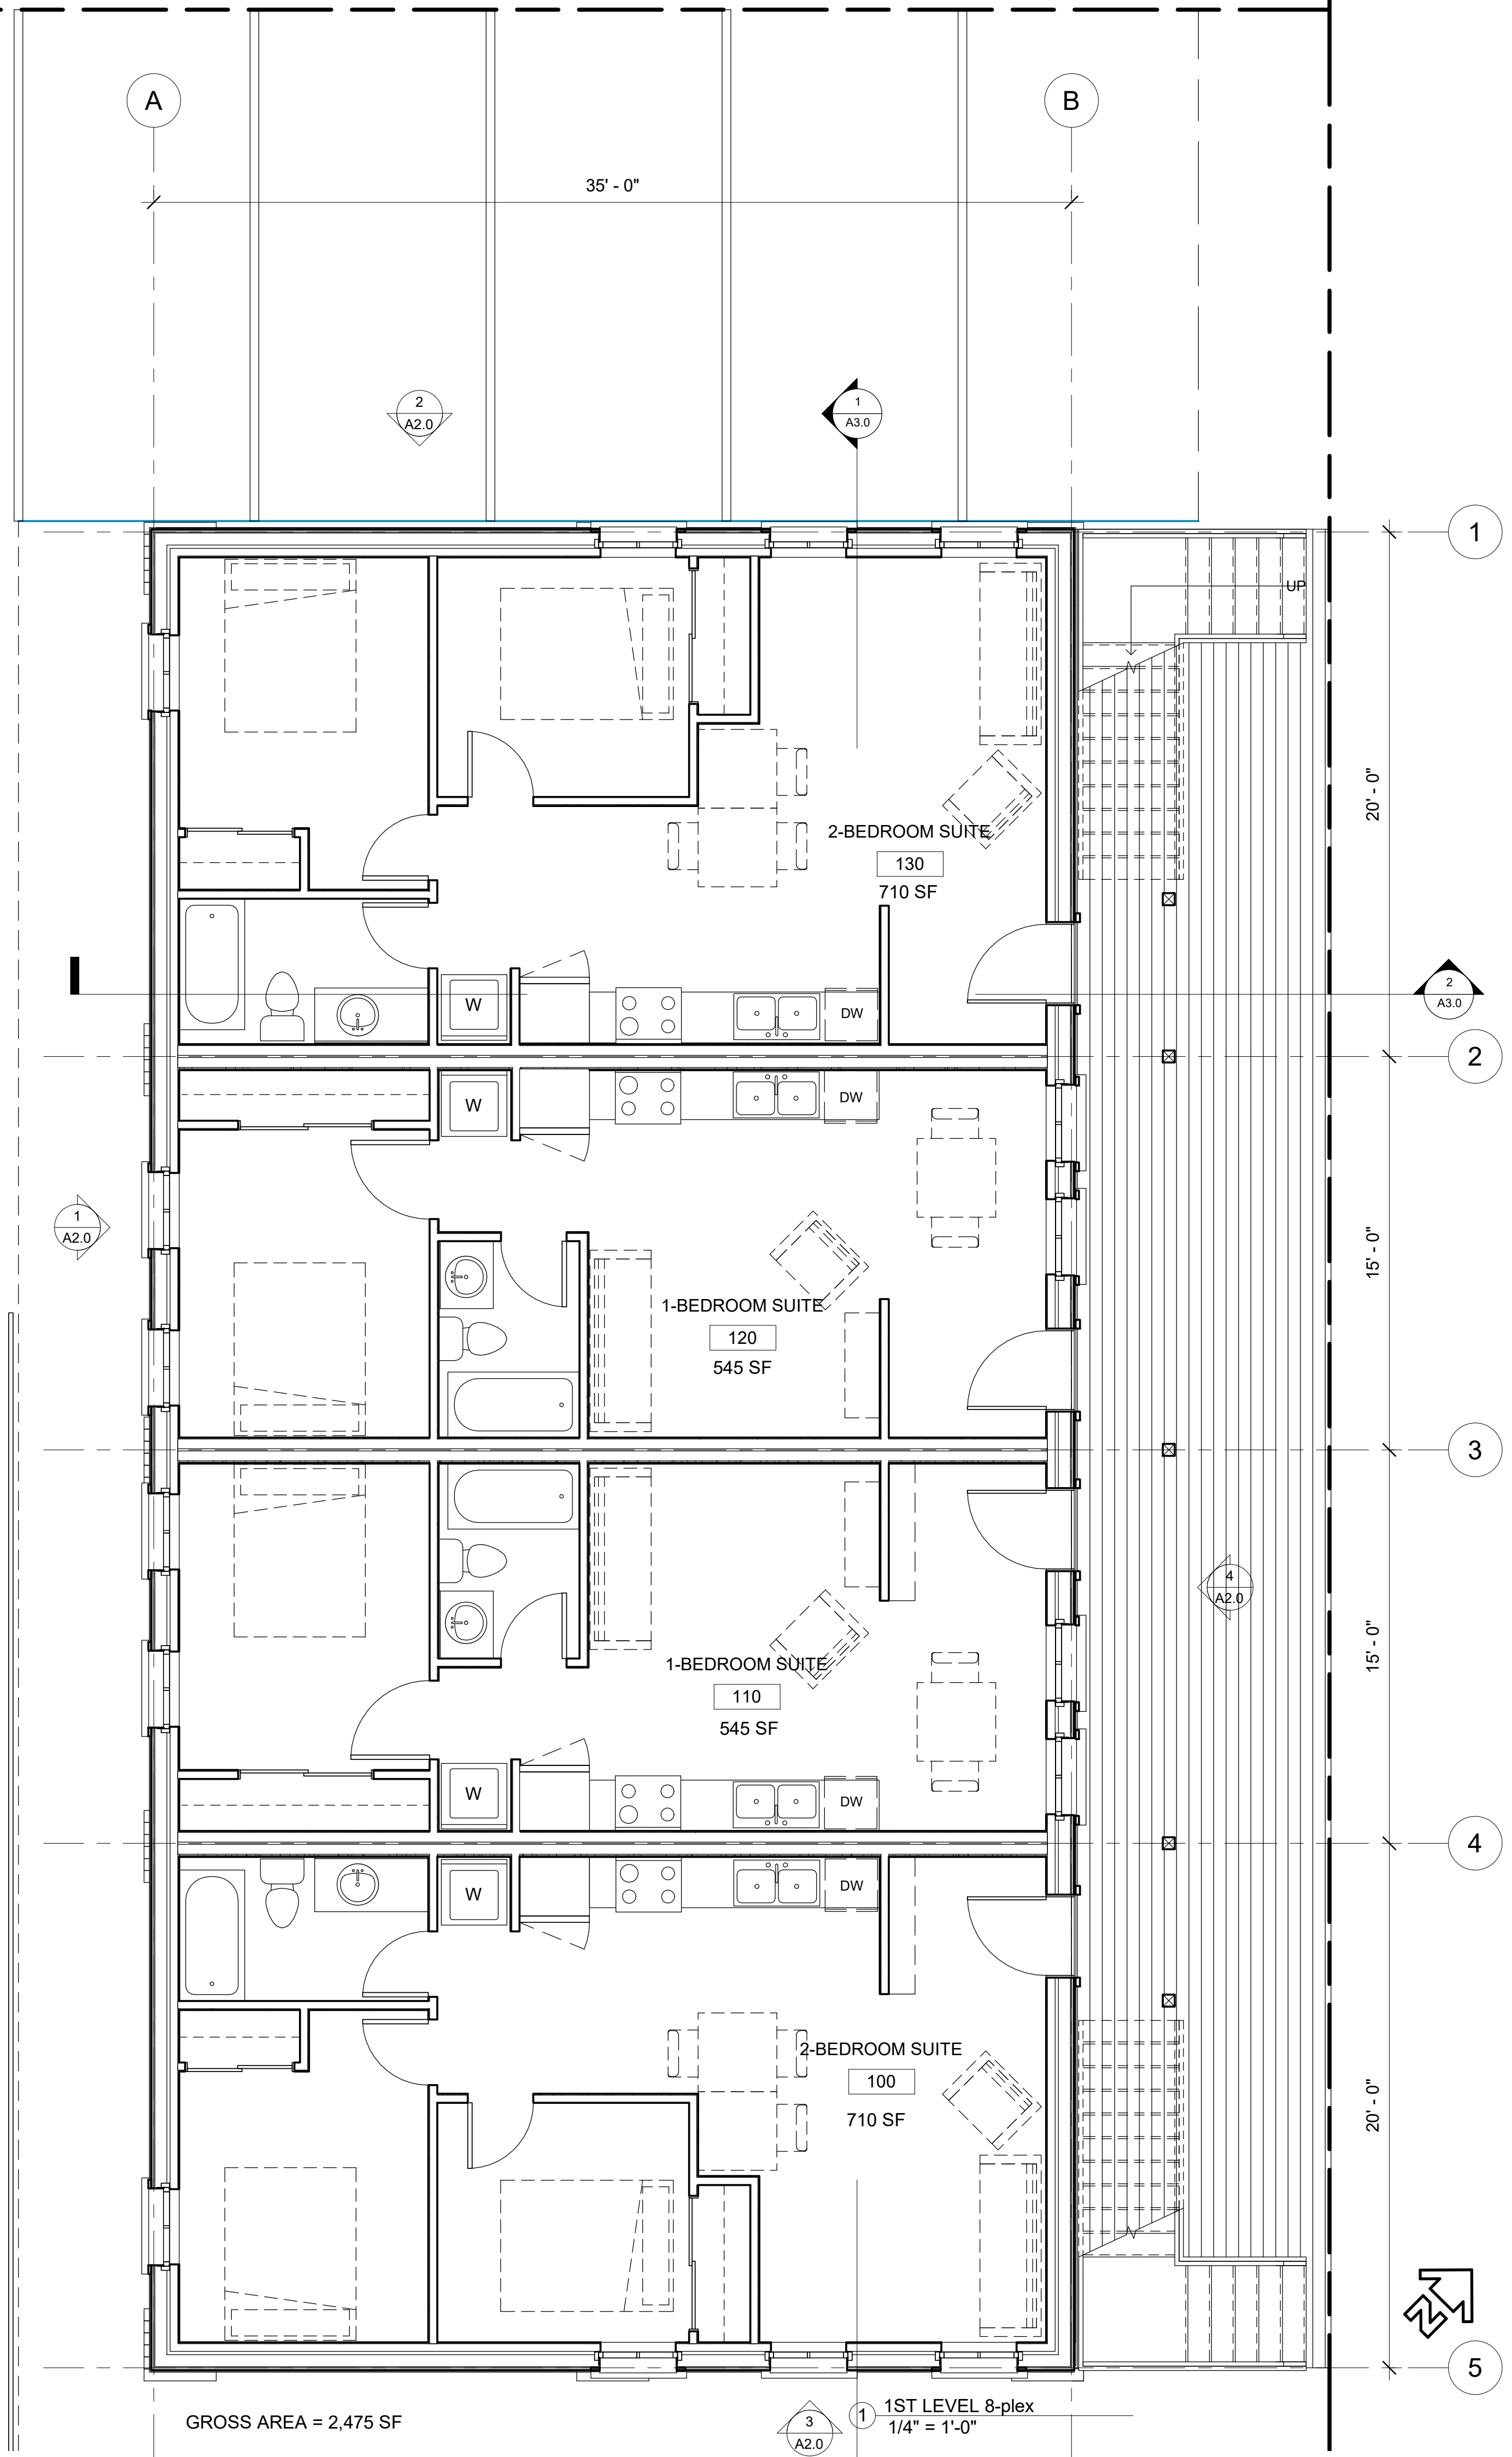 A
B
35' - 0"
2
A2.0
1
A3.0
1
UP
20' - 0"
2-BEDROOM SUITE
130
710 SF
W
DW
2
A3.0
2
W
DW
1
A2.0
15' - 0"
1-BEDROOM SUITE
120
545 SF
3
4
A2.0
15' - 0"
1-BEDROOM SUITE
110
545 SF
W
DW
4
W
DW
2-BEDROOM SUITE
100
710 SF
20' - 0"
N
5
GROSS AREA = 2,475 SF
3
A2.0
1
1ST LEVEL 8-plex
1/4" = 1'-0"